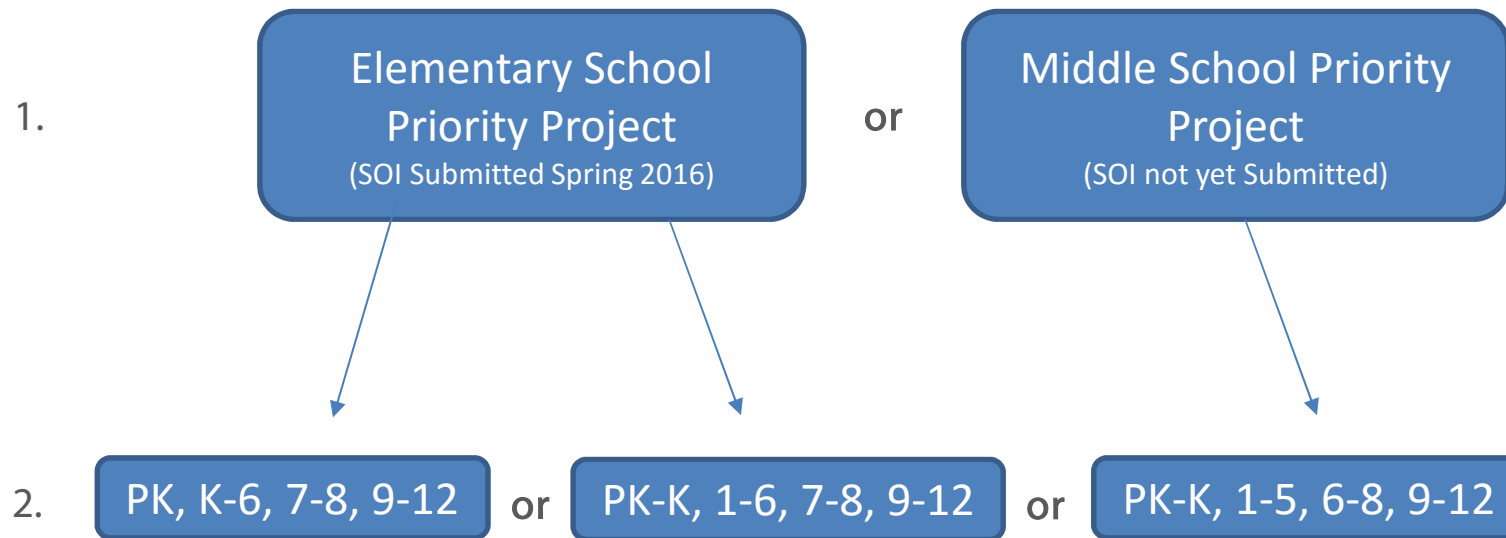 1.
Elementary School
Priority Project
(SOI Submitted Spring 2016)
or
Middle School Priority
Project
(SOI not yet Submitted)
2.
PK, K-6, 7-8, 9-12
or
PK-K, 1-6, 7-8, 9-12
or
PK-K, 1-5, 6-8, 9-12